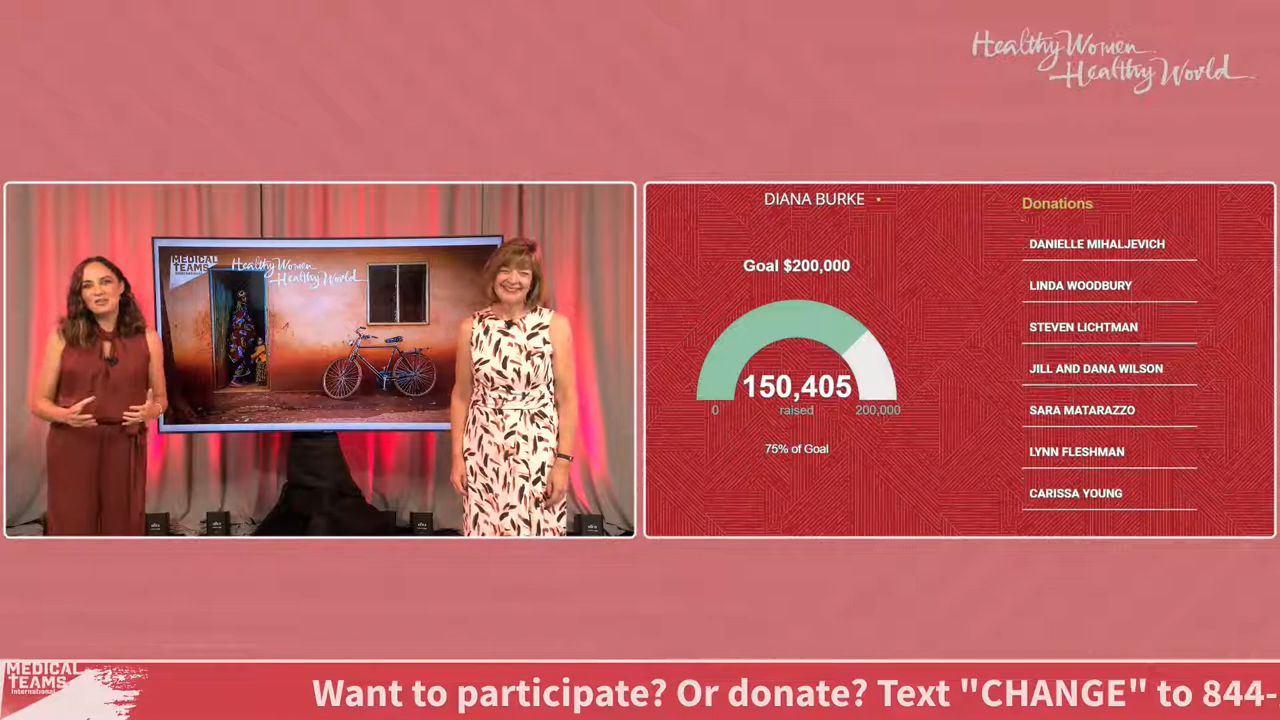 Healthy Women
Healthy World
MEDICAL
TEAMS
International
Healthy Women
Healthy World
DIANA BURKE
Goal $200,000
150,405
0
raised
200,000
75% of Goal
Donations
DANIELLE MIHALJEVICH
LINDA WOODBURY
STEVEN LICHTMAN
JILL AND DANA WILSON
SARA MATARAZZO
LYNN FLESHMAN
CARISSA YOUNG
MEDICAL
TEAMS
International
Want to participate? Or donate? Text "CHANGE" to 844-